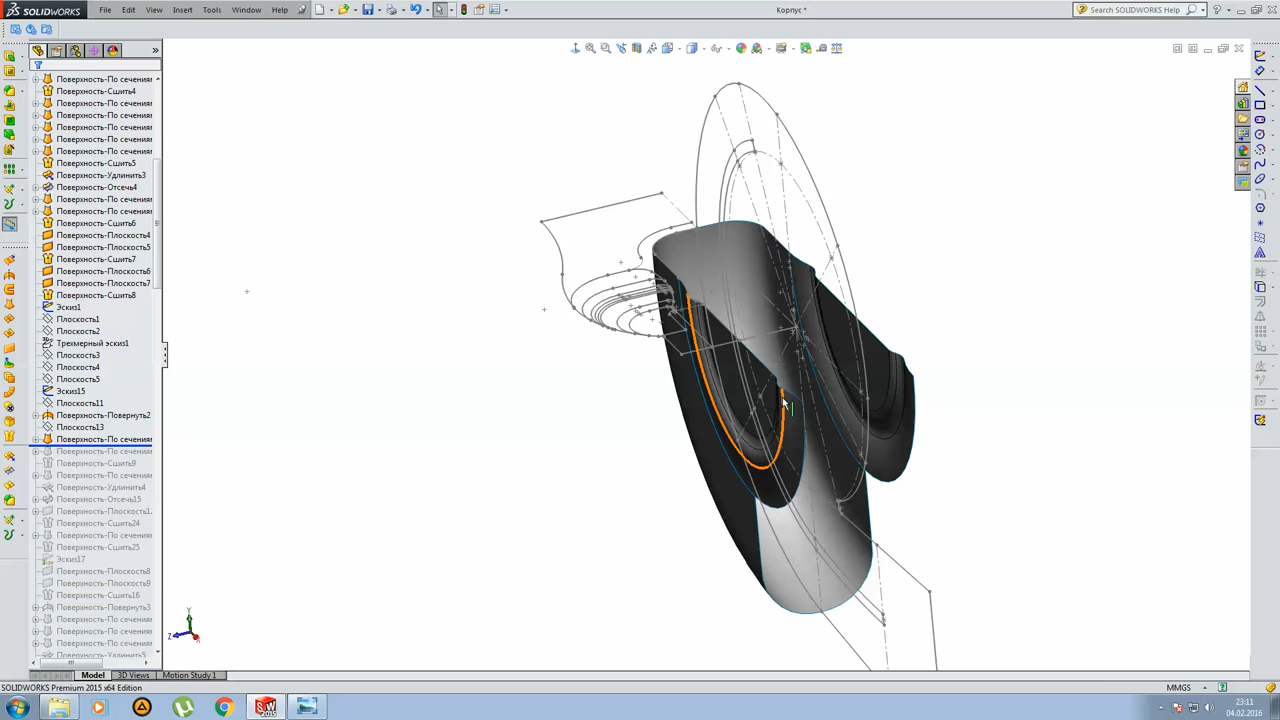 SOLIDWORKS
File
Edit
View
Insert
Tools
Window
Help
Корпус *
Search SOLIDWORKS Help
Поверхность-По сечения
Поверхность-Сшить4
Поверхность-По сечения
Поверхность-По сечения
Поверхность-По сечения
Поверхность-По сечения
Поверхность-По сечения
Поверхность-Сшить5
Поверхность-Удлинить3
Поверхность-Отсечь4
Поверхность-По сечения
Поверхность-По сечения
Поверхность-Сшить6
Поверхность-Плоскость4
Поверхность-Плоскость5
Поверхность-Сшить7
Поверхность-Плоскость6
Поверхность-Плоскость7
Поверхность-Сшить8
Эскиз1
Плоскость1
Плоскость2
Трехмерный эскиз1
Плоскость3
Плоскость4
Плоскость5
Эскиз15
Плоскость11
Поверхность-Повернуть2
Плоскость13
Поверхность-По сечения
Поверхность-По сечения
Поверхность-Сшить9
Поверхность-По сечения
Поверхность-Удлинить4
Поверхность-Отсечь15
Поверхность-Плоскость1
Поверхность-Сшить24
Поверхность-По сечения
Поверхность-Сшить25
Эскиз17
Поверхность-Плоскость8
Поверхность-Плоскость9
Поверхность-Сшить16
Поверхность-Повернуть3
Поверхность-По сечения
Поверхность-По сечения
Поверхность-По сечения
Поверхность-Удлинить5
Y
Z
Model
3D Views
Motion Study 1
SOLIDWORKS Premium 2015 x64 Edition
MMGS
23:11
04.02.2016